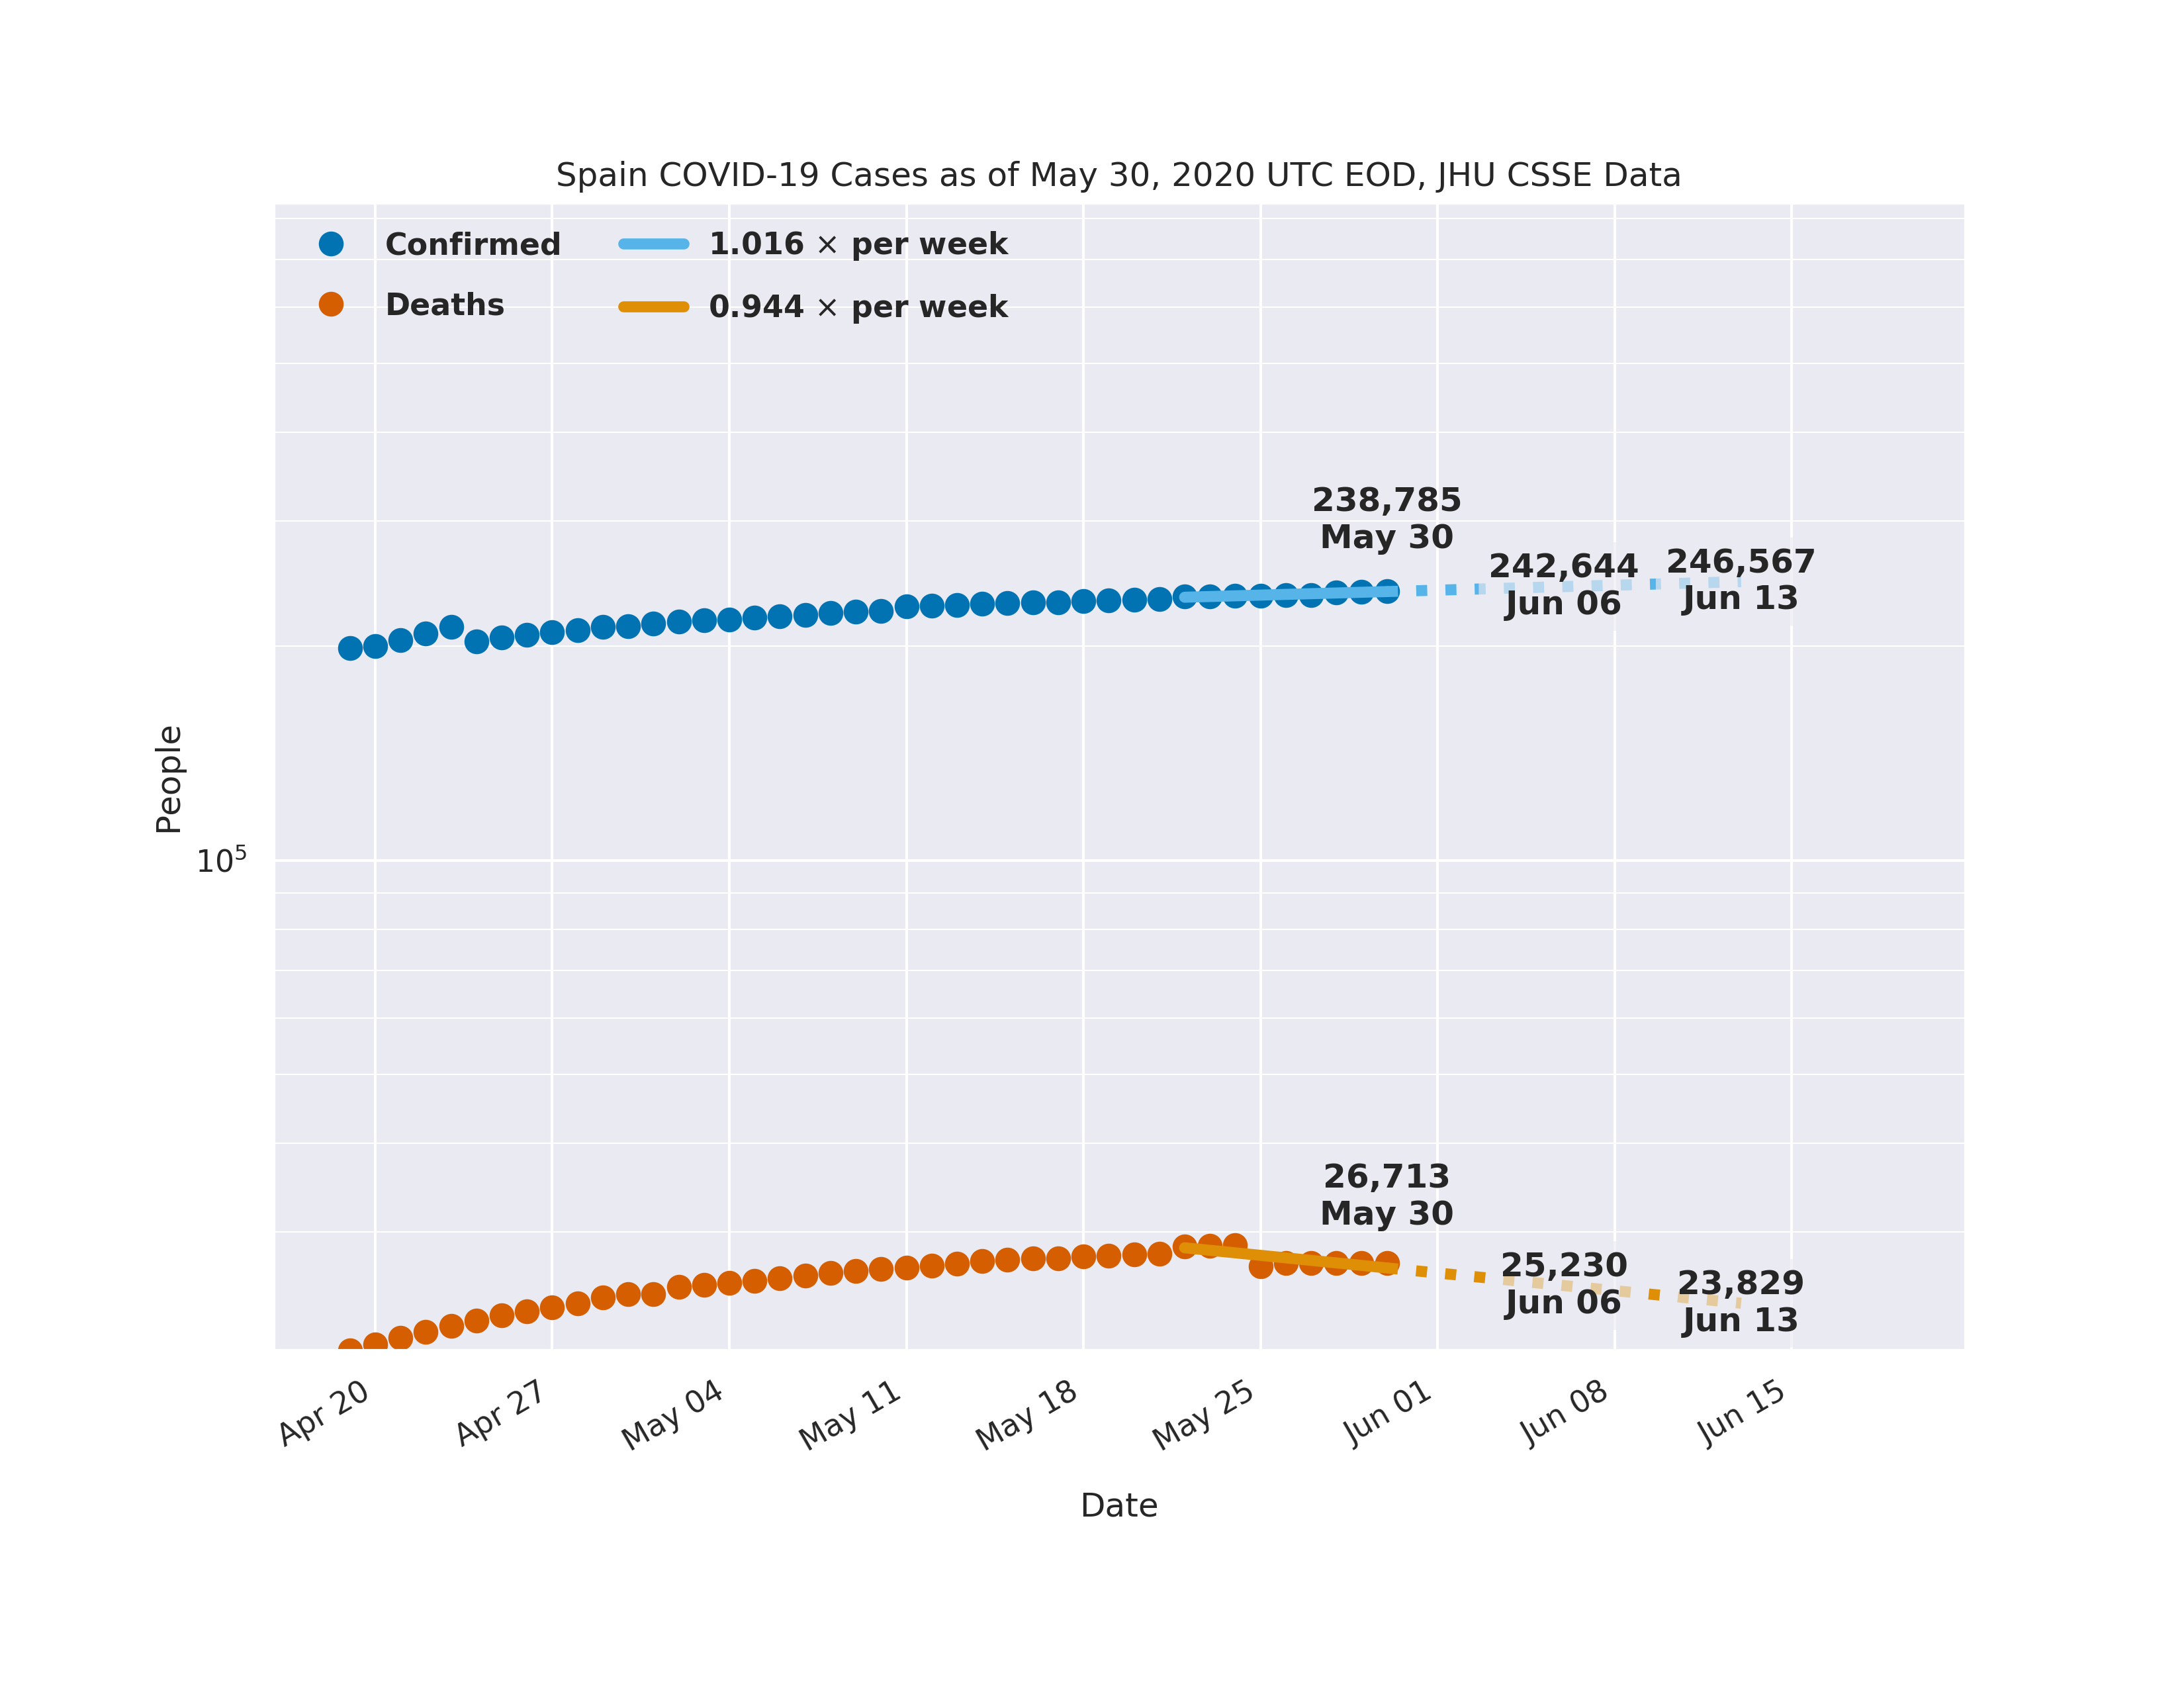 Spain COVID-19 Cases as of May 30, 2020 UTC EOD, JHU CSSE Data
Confirmed
Deaths
1.016 × per week
0.944 × per week
238,785
May 30
242,644
Jun 06
246,567
Jun 13
People
10⁵
26,713
May 30
25,230
Jun 06
23,829
Jun 13
Apr 20
Apr 27
May 04
May 11
May 18
May 25
Jun 01
Jun 08
Jun 15
Date